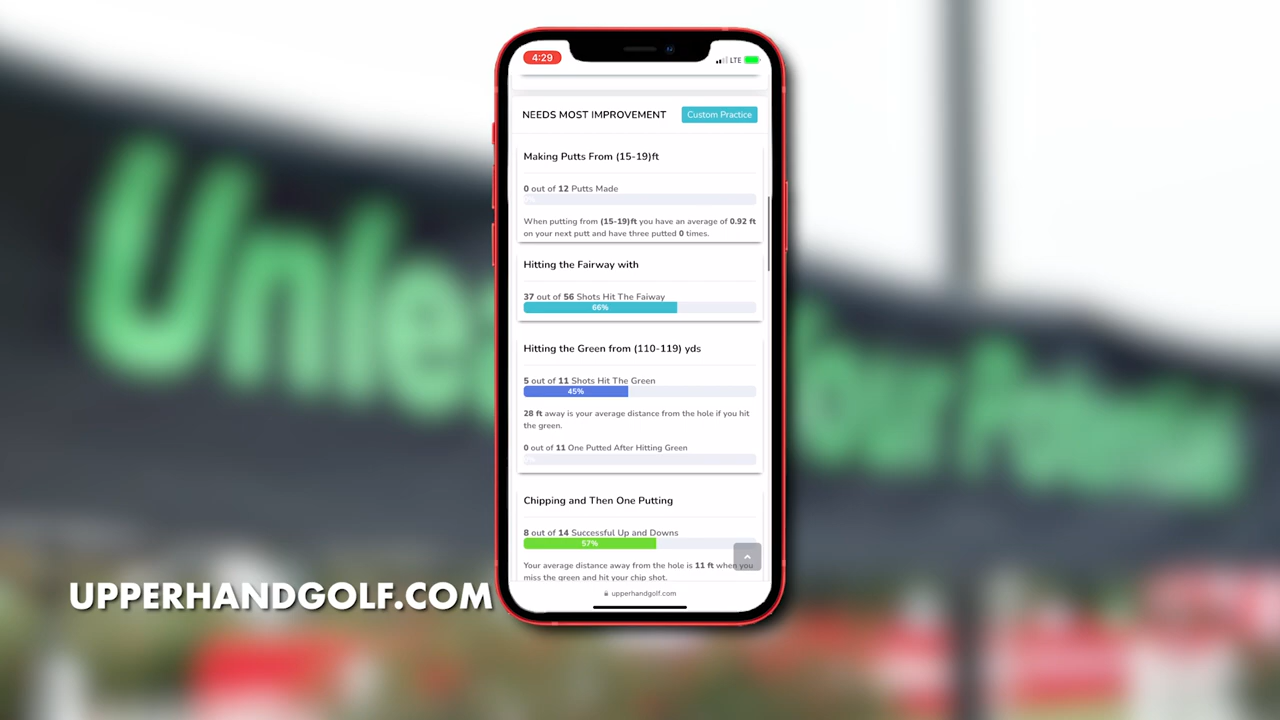 4:29
LTE
NEEDS MOST IMPROVEMENT
Custom Practice
Making Putts From (15-19)ft
0 out of 12 Putts Made
When putting from (15-19)ft you have an average of 0.92 ft
on your next putt and have three putted 0 times.
Hitting the Fairway with
37 out of 56 Shots Hit The Faiway
66%
Hitting the Green from (110-119) yds
5 out of 11 Shots Hit The Green
45%
28 ft away is your average distance from the hole if you hit
the green.
0 out of 11 One Putted After Hitting Green
Chipping and Then One Putting
8 out of 14 Successful Up and Downs
57%
Your average distance away from the hole is 11 ft when you
miss the green and hit your chip shot.
upperhandgolf.com
UPPERHANDGOLF.COM